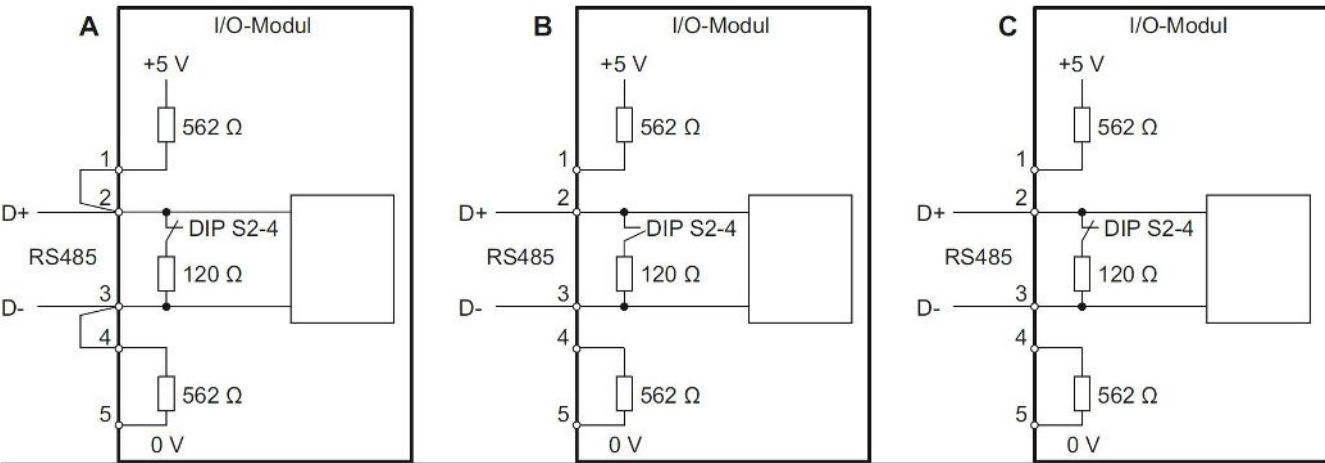 A
I/O-Modul
+5 V
562 Ω
1
2
D+
DIP S2-4
RS485
120 Ω
3
D-
4
562 Ω
5
0 V
B
I/O-Modul
+5 V
562 Ω
1
2
D+
DIP S2-4
RS485
120 Ω
3
D-
4
562 Ω
5
0 V
C
I/O-Modul
+5 V
562 Ω
1
2
D+
DIP S2-4
RS485
120 Ω
3
D-
4
562 Ω
5
0 V